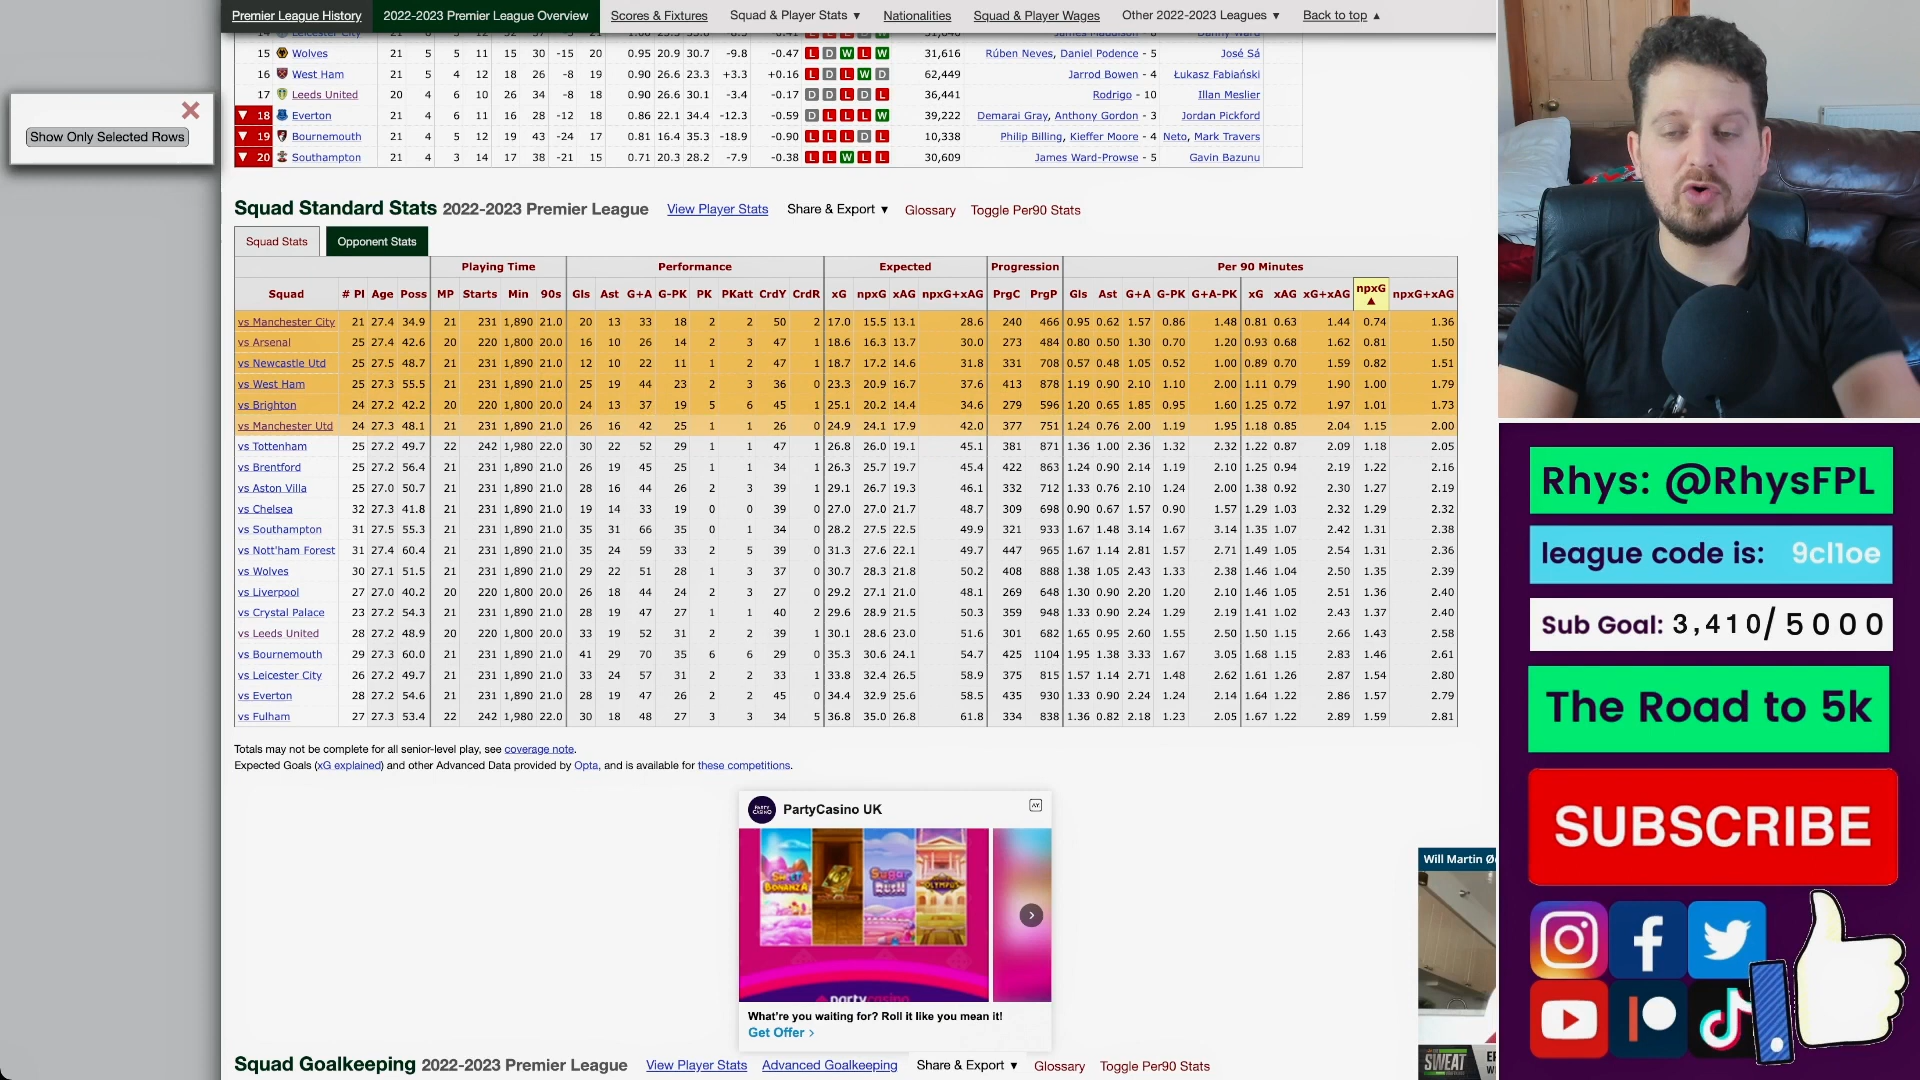 Premier League History 2022-2023 Premier League Overview Scores & Fixtures Squad & Player Stats ▼ Nationalities Squad & Player Wages Other 2022-2023 Leagues ▼ Back to top ▲
15 Wolves 21 5 5 11 15 30 -15 20 0.95 20.9 30.7 -9.8 -0.47 L D W L W 31,616 Rúben Neves, Daniel Podence - 5 José Sá
16 West Ham 21 5 4 12 18 26 -8 19 0.90 26.6 23.3 +3.3 +0.16 L D L W D 62,449 Jarrod Bowen - 4 Łukasz Fabiański
17 Leeds United 20 4 6 10 26 34 -8 18 0.90 26.6 30.1 -3.4 -0.17 D D L D L 36,441 Rodrigo - 10 Illan Meslier
▼ 18 Everton 21 4 6 11 16 28 -12 18 0.86 22.1 34.4 -12.3 -0.59 D L L L W 39,222 Demarai Gray, Anthony Gordon - 3 Jordan Pickford
▼ 19 Bournemouth 21 4 5 12 19 43 -24 17 0.81 16.4 35.3 -18.9 -0.90 L L L D L 10,338 Philip Billing, Kieffer Moore - 4 Neto, Mark Travers
▼ 20 Southampton 21 4 3 14 17 38 -21 15 0.71 20.3 28.2 -7.9 -0.38 L L W L L 30,609 James Ward-Prowse - 5 Gavin Bazunu
Show Only Selected Rows
Squad Standard Stats 2022-2023 Premier League View Player Stats Share & Export ▼ Glossary Toggle Per90 Stats
Squad Stats Opponent Stats
Playing Time Performance Expected Progression Per 90 Minutes
Squad # Pl Age Poss MP Starts Min 90s Gls Ast G+A G-PK PK PKatt CrdY CrdR xG npxG xAG npxG+xAG PrgC PrgP Gls Ast G+A G-PK G+A-PK xG xAG xG+xAG npxG ▲ npxG+xAG
vs Manchester City 21 27.4 34.9 21 231 1,890 21.0 20 13 33 18 2 2 50 2 17.0 15.5 13.1 28.6 240 466 0.95 0.62 1.57 0.86 1.48 0.81 0.63 1.44 0.74 1.36
vs Arsenal 25 27.4 42.6 20 220 1,800 20.0 16 10 26 14 2 3 47 1 18.6 16.3 13.7 30.0 273 484 0.80 0.50 1.30 0.70 1.20 0.93 0.68 1.62 0.81 1.50
vs Newcastle Utd 25 27.5 48.7 21 231 1,890 21.0 12 10 22 11 1 2 47 1 18.7 17.2 14.6 31.8 331 708 0.57 0.48 1.05 0.52 1.00 0.89 0.70 1.59 0.82 1.51
vs West Ham 25 27.3 55.5 21 231 1,890 21.0 25 19 44 23 2 3 36 0 23.3 20.9 16.7 37.6 413 878 1.19 0.90 2.10 1.10 2.00 1.11 0.79 1.90 1.00 1.79
vs Brighton 24 27.2 42.2 20 220 1,800 20.0 24 13 37 19 5 6 45 1 25.1 20.2 14.4 34.6 279 596 1.20 0.65 1.85 0.95 1.60 1.25 0.72 1.97 1.01 1.73
vs Manchester Utd 24 27.3 48.1 21 231 1,890 21.0 26 16 42 25 1 1 26 0 24.9 24.1 17.9 42.0 377 751 1.24 0.76 2.00 1.19 1.95 1.18 0.85 2.04 1.15 2.00
vs Tottenham 25 27.2 49.7 22 242 1,980 22.0 30 22 52 29 1 1 47 1 26.8 26.0 19.1 45.1 381 871 1.36 1.00 2.36 1.32 2.32 1.22 0.87 2.09 1.18 2.05
vs Brentford 25 27.2 56.4 21 231 1,890 21.0 26 19 45 25 1 1 34 1 26.3 25.7 19.7 45.4 422 863 1.24 0.90 2.14 1.19 2.10 1.25 0.94 2.19 1.22 2.16
vs Aston Villa 25 27.0 50.7 21 231 1,890 21.0 28 16 44 26 2 3 39 1 29.1 26.7 19.3 46.1 332 712 1.33 0.76 2.10 1.24 2.00 1.38 0.92 2.30 1.27 2.19
vs Chelsea 32 27.3 41.8 21 231 1,890 21.0 19 14 33 19 0 0 39 0 27.0 27.0 21.7 48.7 309 698 0.90 0.67 1.57 0.90 1.57 1.29 1.03 2.32 1.29 2.32
vs Southampton 31 27.5 55.3 21 231 1,890 21.0 35 31 66 35 0 1 34 0 28.2 27.5 22.5 49.9 321 933 1.67 1.48 3.14 1.67 3.14 1.35 1.07 2.42 1.31 2.38
vs Nott'ham Forest 31 27.4 60.4 21 231 1,890 21.0 35 24 59 33 2 5 39 0 31.3 27.6 22.1 49.7 447 965 1.67 1.14 2.81 1.57 2.71 1.49 1.05 2.54 1.31 2.36
vs Wolves 30 27.1 51.5 21 231 1,890 21.0 29 22 51 28 1 3 37 0 30.7 28.3 21.8 50.2 408 888 1.38 1.05 2.43 1.33 2.38 1.46 1.04 2.50 1.35 2.39
vs Liverpool 27 27.0 40.2 20 220 1,800 20.0 26 18 44 24 2 3 27 0 29.2 27.1 21.0 48.1 269 648 1.30 0.90 2.20 1.20 2.10 1.46 1.05 2.51 1.36 2.40
vs Crystal Palace 23 27.2 54.3 21 231 1,890 21.0 28 19 47 27 1 1 40 2 29.6 28.9 21.5 50.3 359 948 1.33 0.90 2.24 1.29 2.19 1.41 1.02 2.43 1.37 2.40
vs Leeds United 28 27.2 48.9 20 220 1,800 20.0 33 19 52 31 2 2 39 1 30.1 28.6 23.0 51.6 301 682 1.65 0.95 2.60 1.55 2.50 1.50 1.15 2.66 1.43 2.58
vs Bournemouth 29 27.3 60.0 21 231 1,890 21.0 41 29 70 35 6 6 29 0 35.3 30.6 24.1 54.7 425 1104 1.95 1.38 3.33 1.67 3.05 1.68 1.15 2.83 1.46 2.61
vs Leicester City 26 27.2 49.7 21 231 1,890 21.0 33 24 57 31 2 2 33 1 33.8 32.4 26.5 58.9 375 815 1.57 1.14 2.71 1.48 2.62 1.61 1.26 2.87 1.54 2.80
vs Everton 28 27.2 54.6 21 231 1,890 21.0 28 19 47 26 2 2 45 0 34.4 32.9 25.6 58.5 435 930 1.33 0.90 2.24 1.24 2.14 1.64 1.22 2.86 1.57 2.79
vs Fulham 27 27.3 53.4 22 242 1,980 22.0 30 18 48 27 3 3 34 5 36.8 35.0 26.8 61.8 334 838 1.36 0.82 2.18 1.23 2.05 1.67 1.22 2.89 1.59 2.81
Totals may not be complete for all senior-level play, see coverage note.
Expected Goals (xG explained) and other Advanced Data provided by Opta, and is available for these competitions.
PartyCasino UK
What're you waiting for? Roll it like you mean it!
Get Offer >
Squad Goalkeeping 2022-2023 Premier League View Player Stats Advanced Goalkeeping Share & Export ▼ Glossary Toggle Per90 Stats
Will Martin
SWEAT
Rhys: @RhysFPL
league code is: 9cl1oe
Sub Goal: 3,410/5000
The Road to 5k
SUBSCRIBE